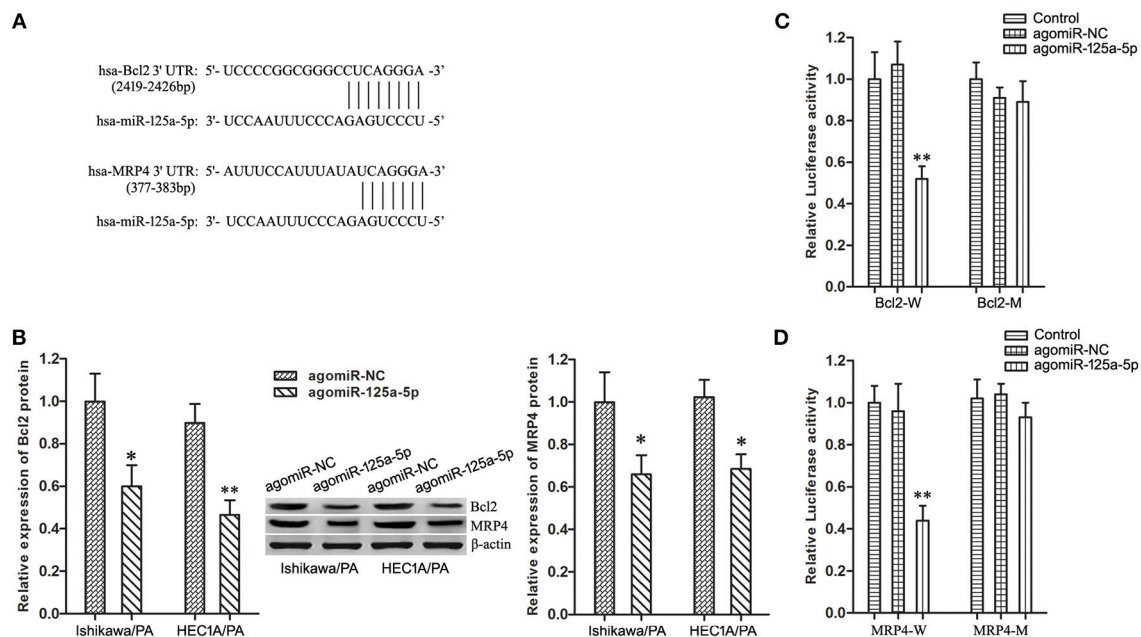 A
hsa-Bcl2 3' UTR: 5'- UCCCCGGCGGGCCUCAGGGA -3'
(2419-2426bp)
hsa-miR-125a-5p: 3'- UCCAAUUUCCCAGAGUCCCU -5'
hsa-MRP4 3' UTR: 5'- AUUUCCAUUUAUAUCAGGGA-3'
(377-383bp)
hsa-miR-125a-5p: 3'- UCCAAUUUCCCAGAGUCCCU-5'
B
Relative expression of Bcl2 protein
1.2
1.0
0.8
0.6
0.4
0.2
0.0
*
**
Ishikawa/PA HEC1A/PA
agomiR-NC
agomiR-125a-5p
agomiR-NC agomiR-125a-5p agomiR-NC agomiR-125a-5p
Bcl2
MRP4
β-actin
Ishikawa/PA HEC1A/PA
Relative expression of MRP4 protein
1.2
1.0
0.8
0.6
0.4
0.2
0.0
*
*
Ishikawa/PA HEC1A/PA
C
Control
agomiR-NC
agomiR-125a-5p
Relative Luciferase acitivity
1.2
1.0
0.8
0.6
0.4
0.2
0.0
**
Bcl2-W Bcl2-M
D
Control
agomiR-NC
agomiR-125a-5p
Relative Luciferase acitivity
1.2
1.0
0.8
0.6
0.4
0.2
0.0
**
MRP4-W MRP4-M